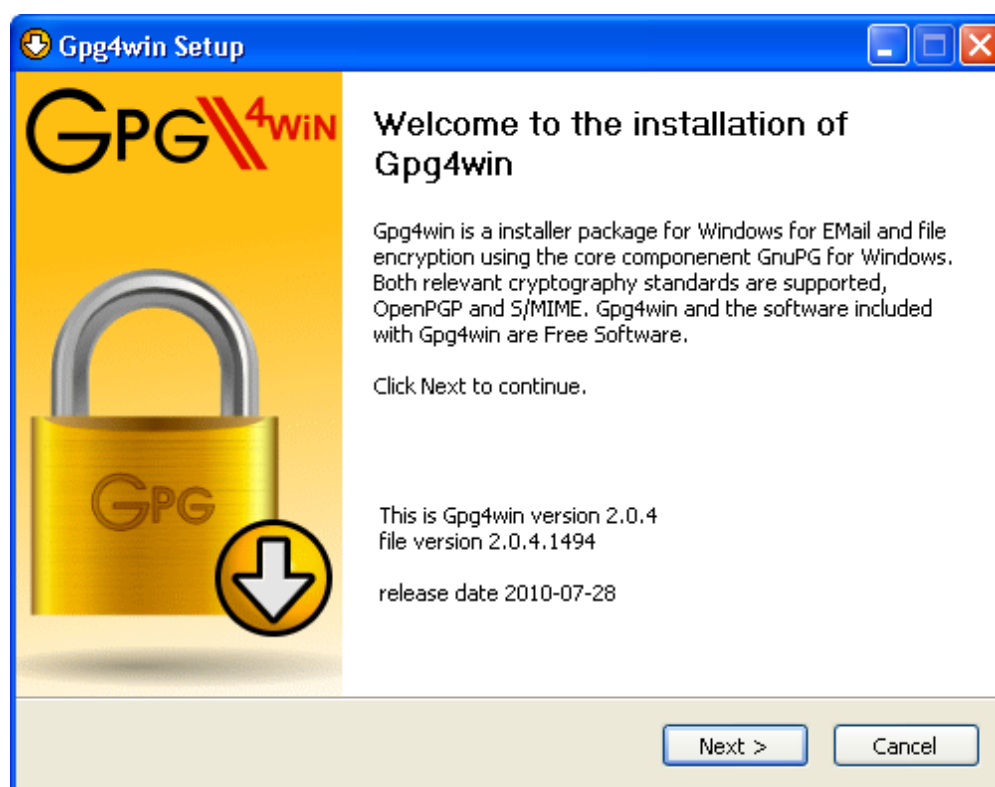 Gpg4win Setup
GPG4WIN
Welcome to the installation of
Gpg4win
Gpg4win is a installer package for Windows for EMail and file
encryption using the core componenent GnuPG for Windows.
Both relevant cryptography standards are supported,
OpenPGP and S/MIME. Gpg4win and the software included
with Gpg4win are Free Software.
Click Next to continue.
GPG
This is Gpg4win version 2.0.4
file version 2.0.4.1494
release date 2010-07-28
Next >
Cancel